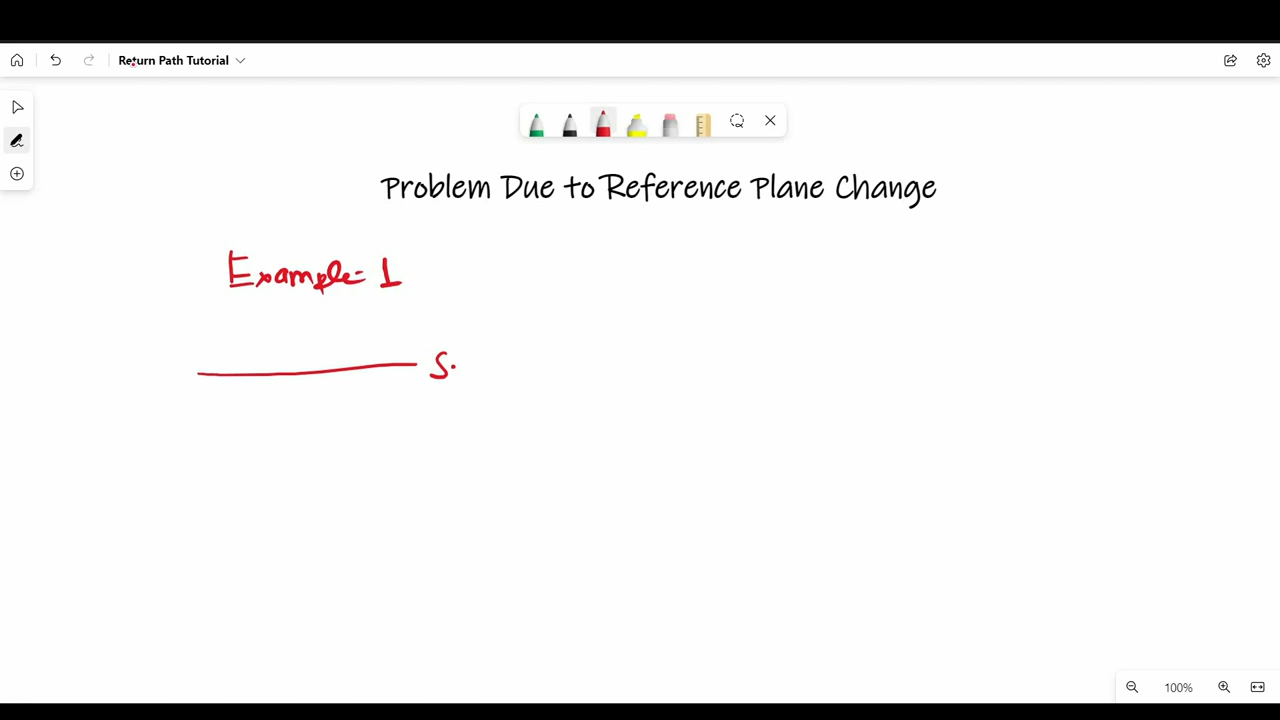 Return Path Tutorial
Problem Due to Reference Plane Change
Example-1
S.
100%